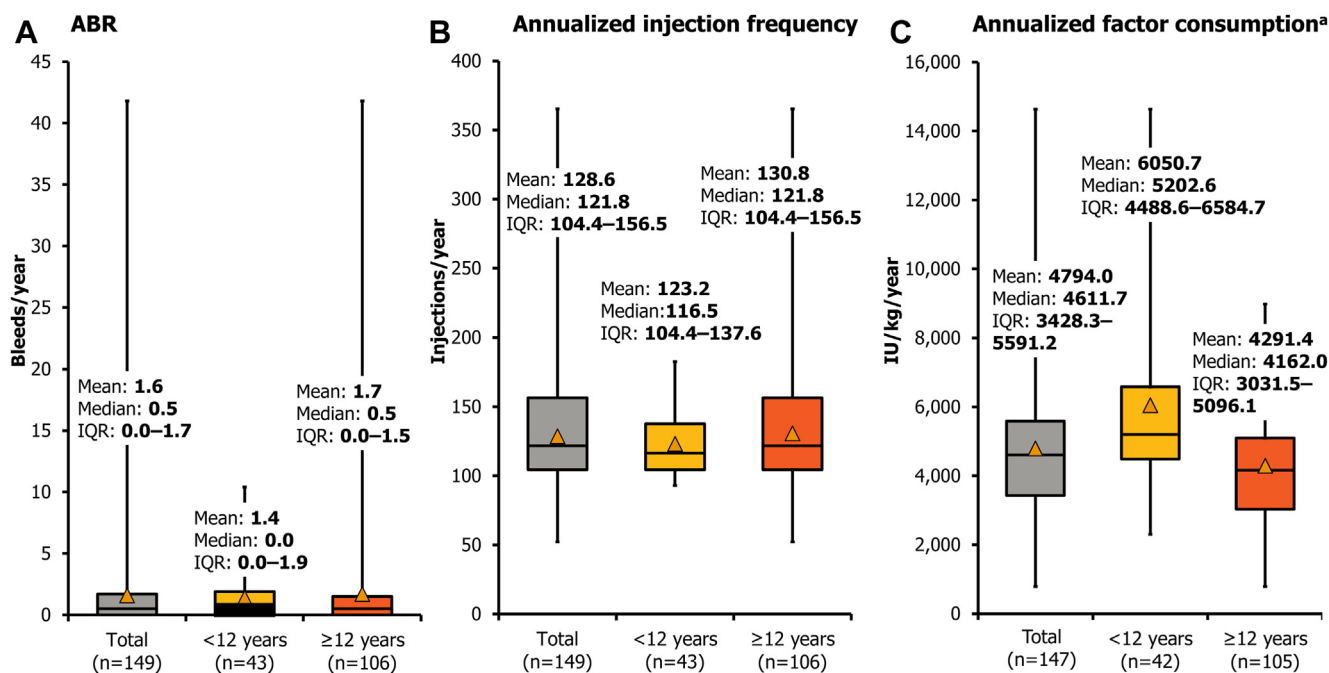 A ABR
45
40
35
30
25
20
15
10
5
0
Bleeds/year
Mean: 1.6
Median: 0.5
IQR: 0.0–1.7
Mean: 1.4
Median: 0.0
IQR: 0.0–1.9
Mean: 1.7
Median: 0.5
IQR: 0.0–1.5
Total
(n=149)
<12 years
(n=43)
≥12 years
(n=106)
B Annualized injection frequency
400
350
300
250
200
150
100
50
0
Injections/year
Mean: 128.6
Median: 121.8
IQR: 104.4–156.5
Mean: 123.2
Median:116.5
IQR: 104.4–137.6
Mean: 130.8
Median: 121.8
IQR: 104.4–156.5
Total
(n=149)
<12 years
(n=43)
≥12 years
(n=106)
C Annualized factor consumptionª
16,000
14,000
12,000
10,000
8,000
6,000
4,000
2,000
0
IU/kg/year
Mean: 4794.0
Median: 4611.7
IQR: 3428.3–
5591.2
Mean: 6050.7
Median: 5202.6
IQR: 4488.6–6584.7
Mean: 4291.4
Median: 4162.0
IQR: 3031.5–
5096.1
Total
(n=147)
<12 years
(n=42)
≥12 years
(n=105)